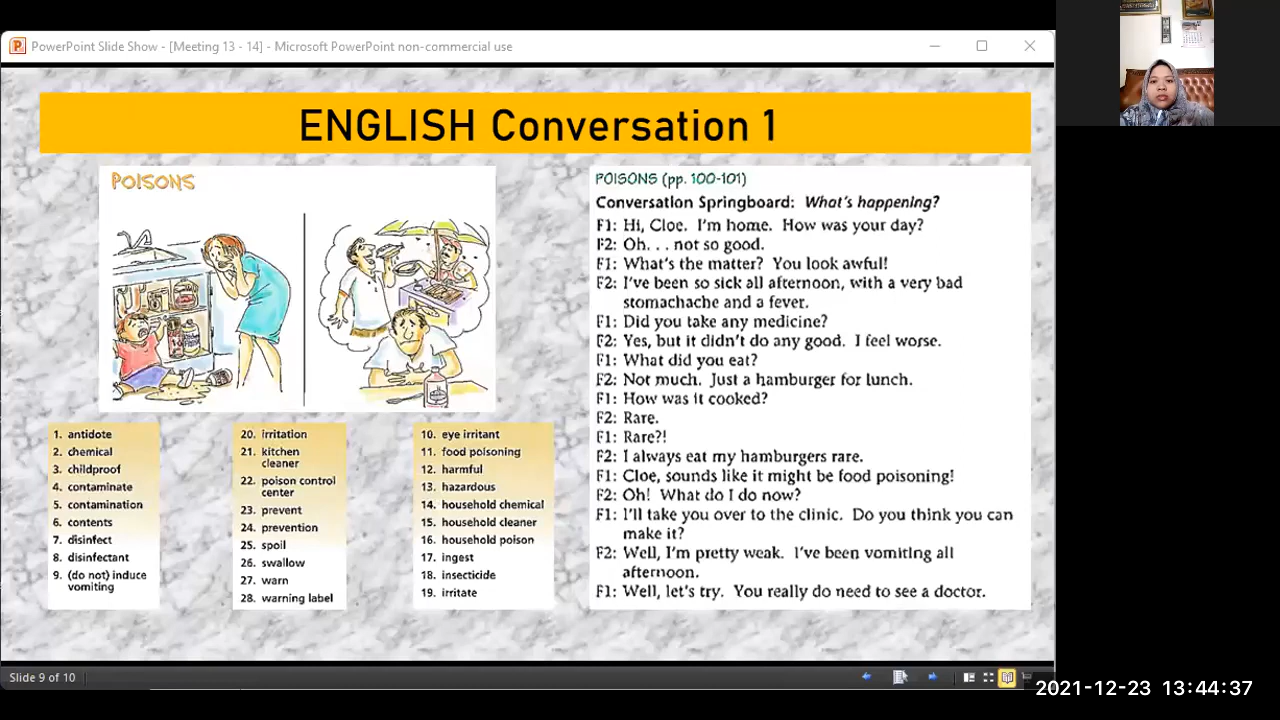 PowerPoint Slide Show - [Meeting 13 - 14] - Microsoft PowerPoint non-commercial use
ENGLISH Conversation 1
POISONS
1. antidote
2. chemical
3. childproof
4. contaminate
5. contamination
6. contents
7. disinfect
8. disinfectant
9. (do not) induce
vomiting
20. irritation
21. kitchen
cleaner
22. poison control
center
23. prevent
24. prevention
25. spoil
26. swallow
27. warn
28. warning label
10. eye irritant
11. food poisoning
12. harmful
13. hazardous
14. household chemical
15. household cleaner
16. household poison
17. ingest
18. insecticide
19. irritate
POISONS (pp. 100-101)
Conversation Springboard: What's happening?
F1: Hi, Cloe. I'm home. How was your day?
F2: Oh. . . not so good.
F1: What's the matter? You look awful!
F2: I've been so sick all afternoon, with a very bad
stomachache and a fever.
F1: Did you take any medicine?
F2: Yes, but it didn't do any good. I feel worse.
F1: What did you eat?
F2: Not much. Just a hamburger for lunch.
F1: How was it cooked?
F2: Rare.
F1: Rare?!
F2: I always eat my hamburgers rare.
F1: Cloe, sounds like it might be food poisoning!
F2: Oh! What do I do now?
F1: I'll take you over to the clinic. Do you think you can
make it?
F2: Well, I'm pretty weak. I've been vomiting all
afternoon.
F1: Well, let's try. You really do need to see a doctor.
Slide 9 of 10
2021-12-23 13:44:37